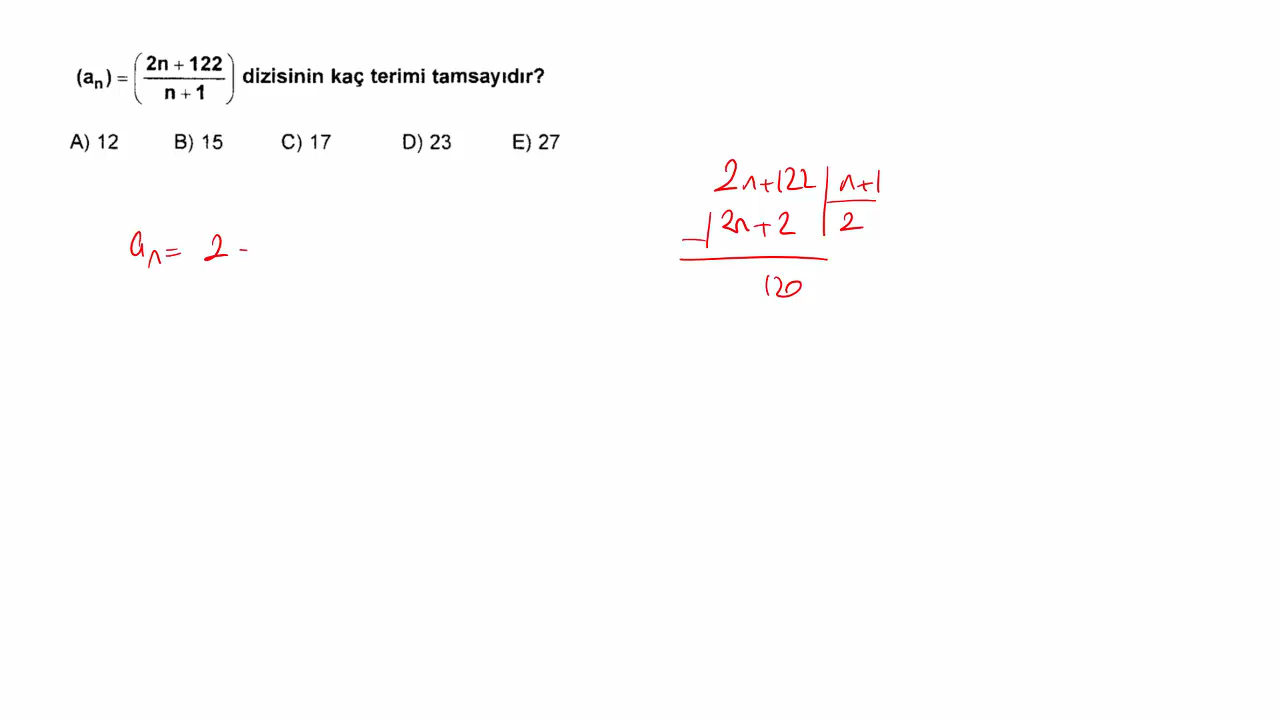 (aₙ) = ( (2n + 122) / (n + 1) ) dizisinin kaç terimi tamsayıdır?
A) 12 B) 15 C) 17 D) 23 E) 27
2n+122 | n+1
− | 2n+2 | 2
120
aₙ = 2 -